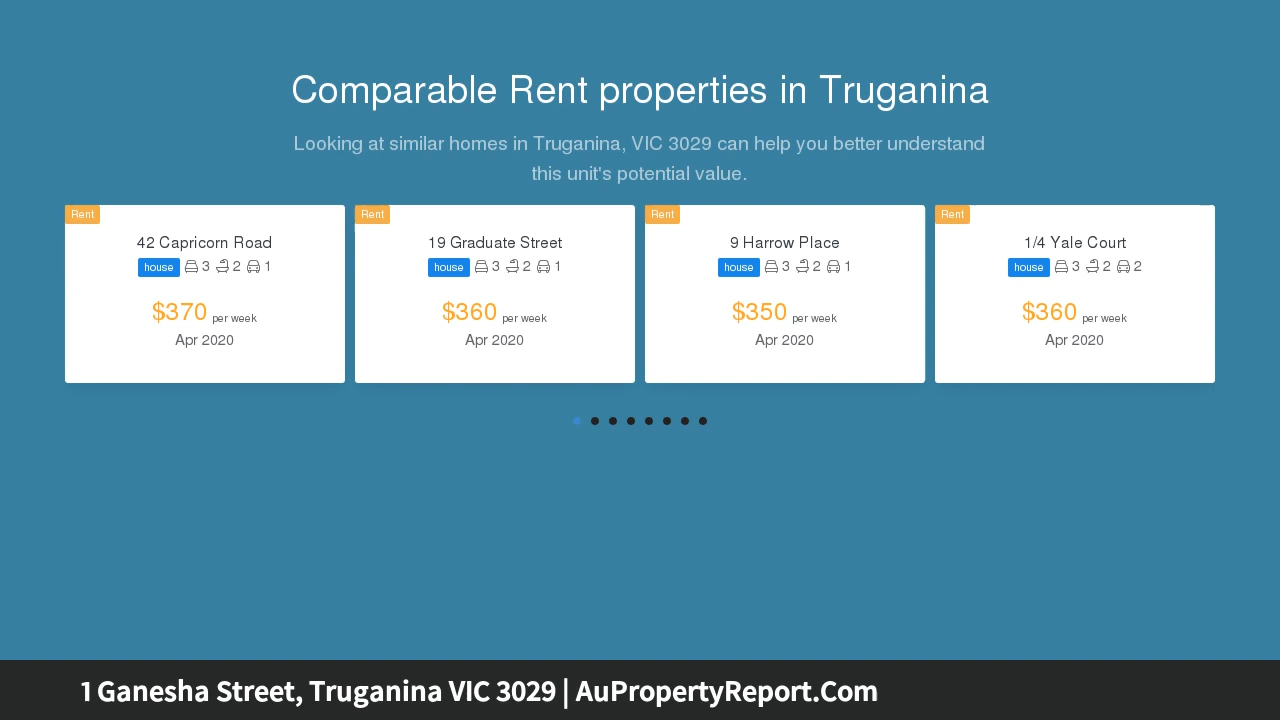 Comparable Rent properties in Truganina
Looking at similar homes in Truganina, VIC 3029 can help you better understand
this unit's potential value.
Rent
42 Capricorn Road
house 3 2 1
$370 per week
Apr 2020
Rent
19 Graduate Street
house 3 2 1
$360 per week
Apr 2020
Rent
9 Harrow Place
house 3 2 1
$350 per week
Apr 2020
Rent
1/4 Yale Court
house 3 2 2
$360 per week
Apr 2020
1 Ganesha Street, Truganina VIC 3029 | AuPropertyReport.Com